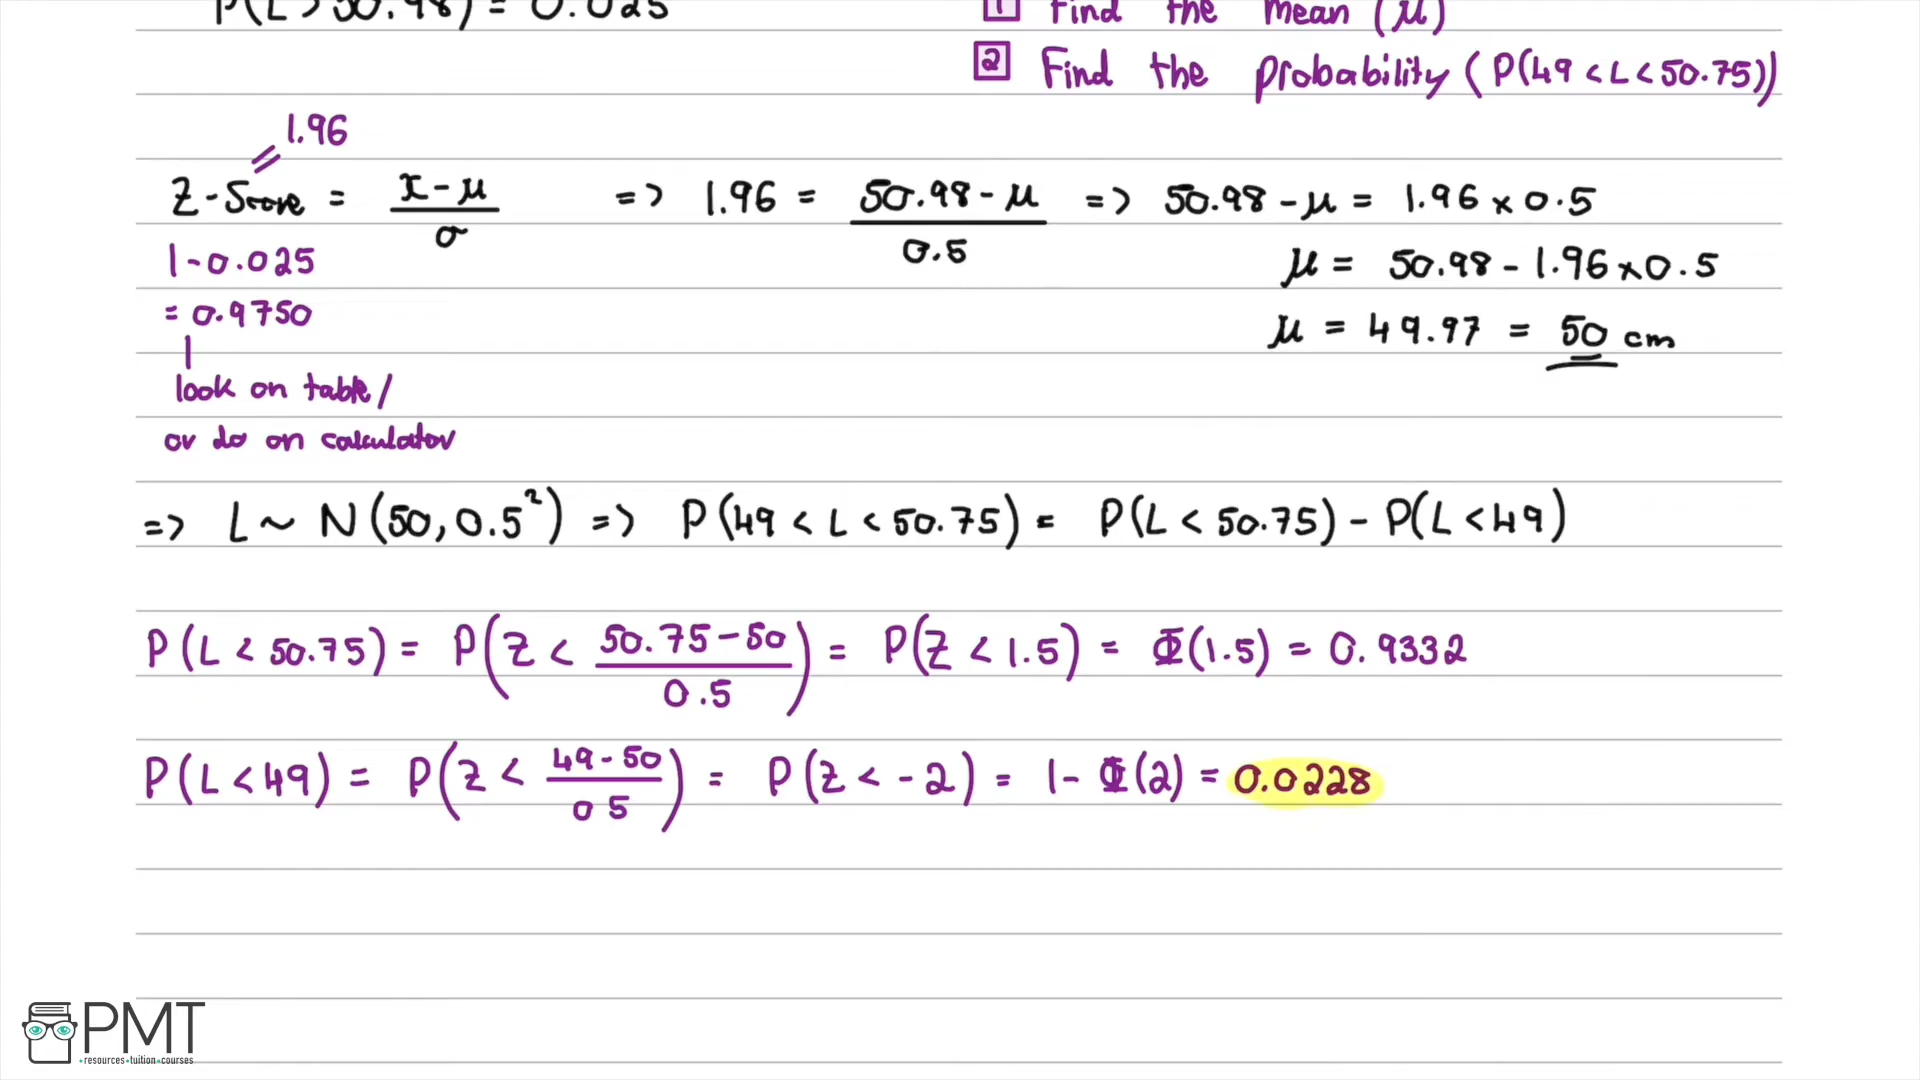 P(L > 50.98) = 0.025
1 Find the mean (μ)
2 Find the probability (P(49 < L < 50.75))
1.96
Z-Score = x - μ / σ => 1.96 = 50.98 - μ / 0.5 => 50.98 - μ = 1.96 x 0.5
1 - 0.025
= 0.9750
look on table/
or do on calculator
μ = 50.98 - 1.96 x 0.5
μ = 49.97 = 50 cm
=> L ~ N(50, 0.5²) => P(49 < L < 50.75) = P(L < 50.75) - P(L < 49)
P(L < 50.75) = P(Z < 50.75 - 50 / 0.5) = P(Z < 1.5) = Φ(1.5) = 0.9332
P(L < 49) = P(Z < 49 - 50 / 0 5) = P(Z < -2) = 1 - Φ(2) = 0.0228
PMT
•resources•tuition•courses